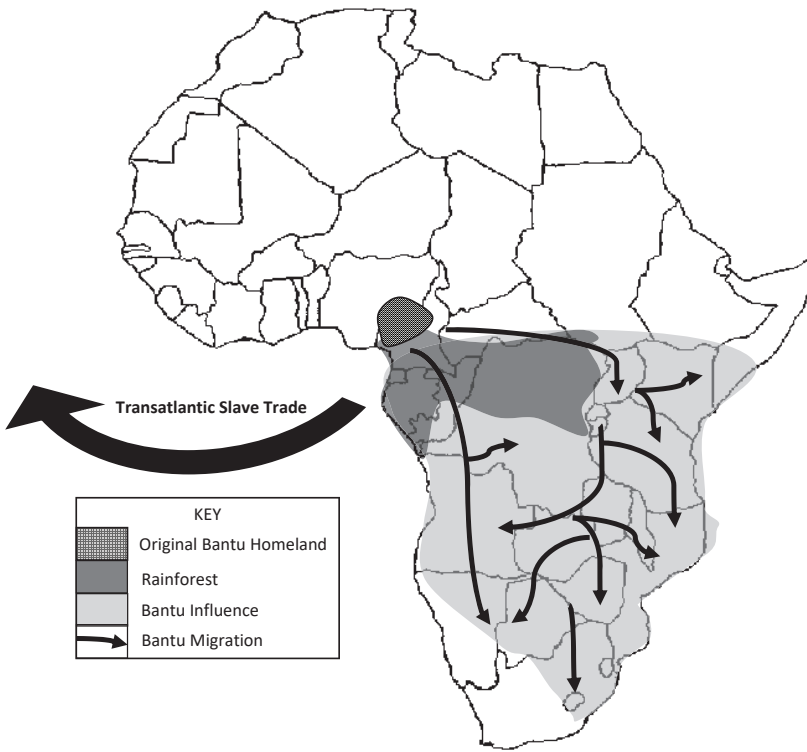 Transatlantic Slave Trade
KEY
Original Bantu Homeland
Rainforest
Bantu Influence
Bantu Migration